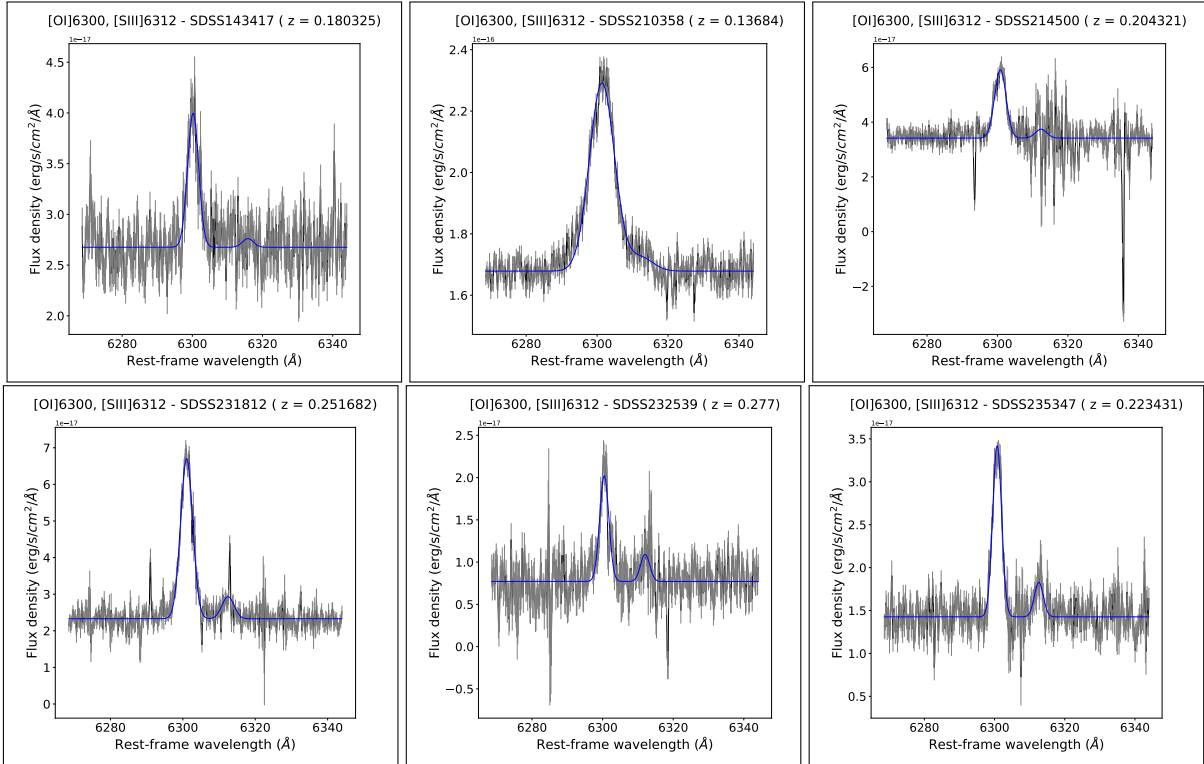 [OI]6300, [SIII]6312 - SDSS143417 ( z = 0.180325)
1e−17
4.5
4.0
3.5
3.0
2.5
2.0
Flux density (erg/s/cm²/Å)
6280 6300 6320 6340
Rest-frame wavelength (Å)
[OI]6300, [SIII]6312 - SDSS210358 ( z = 0.13684)
1e−16
2.4
2.2
2.0
1.8
1.6
Flux density (erg/s/cm²/Å)
6280 6300 6320 6340
Rest-frame wavelength (Å)
[OI]6300, [SIII]6312 - SDSS214500 ( z = 0.204321)
1e−17
6
4
2
0
−2
Flux density (erg/s/cm²/Å)
6280 6300 6320 6340
Rest-frame wavelength (Å)
[OI]6300, [SIII]6312 - SDSS231812 ( z = 0.251682)
1e−17
7
6
5
4
3
2
1
0
Flux density (erg/s/cm²/Å)
6280 6300 6320 6340
Rest-frame wavelength (Å)
[OI]6300, [SIII]6312 - SDSS232539 ( z = 0.277)
1e−17
2.5
2.0
1.5
1.0
0.5
0.0
−0.5
Flux density (erg/s/cm²/Å)
6280 6300 6320 6340
Rest-frame wavelength (Å)
[OI]6300, [SIII]6312 - SDSS235347 ( z = 0.223431)
1e−17
3.5
3.0
2.5
2.0
1.5
1.0
0.5
Flux density (erg/s/cm²/Å)
6280 6300 6320 6340
Rest-frame wavelength (Å)